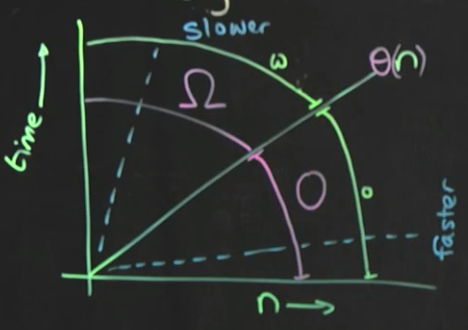 slower
ω
Θ(n)
Ω
time
O
o
faster
n